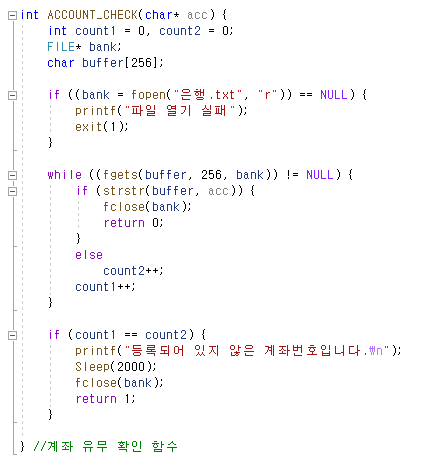 int ACCOUNT_CHECK(char* acc) {
    int count1 = 0, count2 = 0;
    FILE* bank;
    char buffer[256];
    if ((bank = fopen("은행.txt", "r")) == NULL) {
        printf("파일 열기 실패");
        exit(1);
    }
    while ((fgets(buffer, 256, bank)) != NULL) {
        if (strstr(buffer, acc)) {
            fclose(bank);
            return 0;
        }
        else
            count2++;
        count1++;
    }
    if (count1 == count2) {
        printf("등록되어 있지 않은 계좌번호입니다.₩n");
        Sleep(2000);
        fclose(bank);
        return 1;
    }
} //계좌 유무 확인 함수